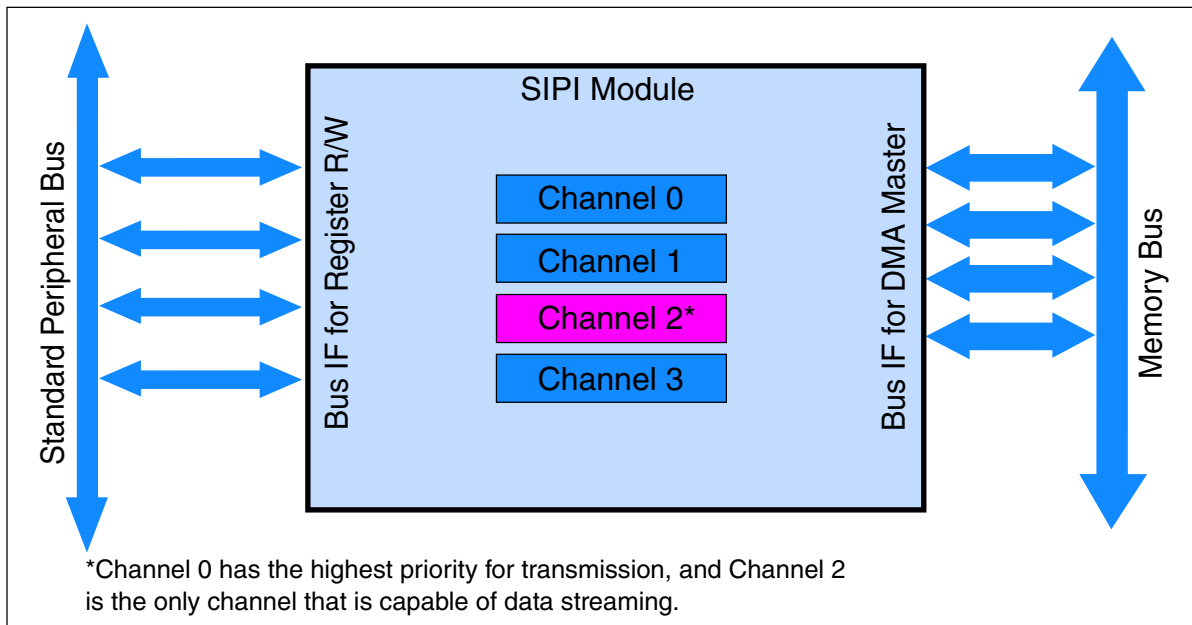 SIPI Module
Standard Peripheral Bus
Bus IF for Register R/W
Channel 0
Channel 1
Channel 2*
Channel 3
Bus IF for DMA Master
Memory Bus
*Channel 0 has the highest priority for transmission, and Channel 2
is the only channel that is capable of data streaming.